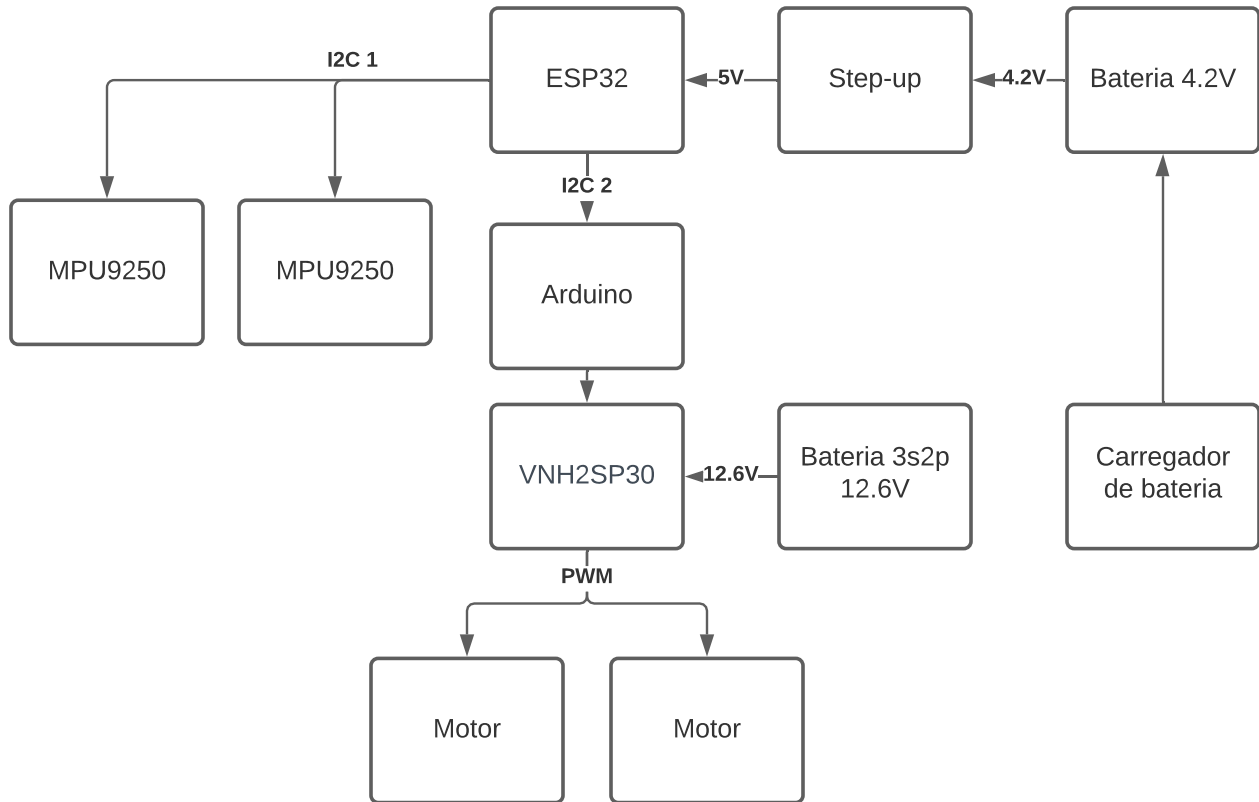 I2C 1
ESP32
5V
Step-up
4.2V
Bateria 4.2V
I2C 2
MPU9250
MPU9250
Arduino
VNH2SP30
12.6V
Bateria 3s2p
12.6V
Carregador
de bateria
PWM
Motor
Motor